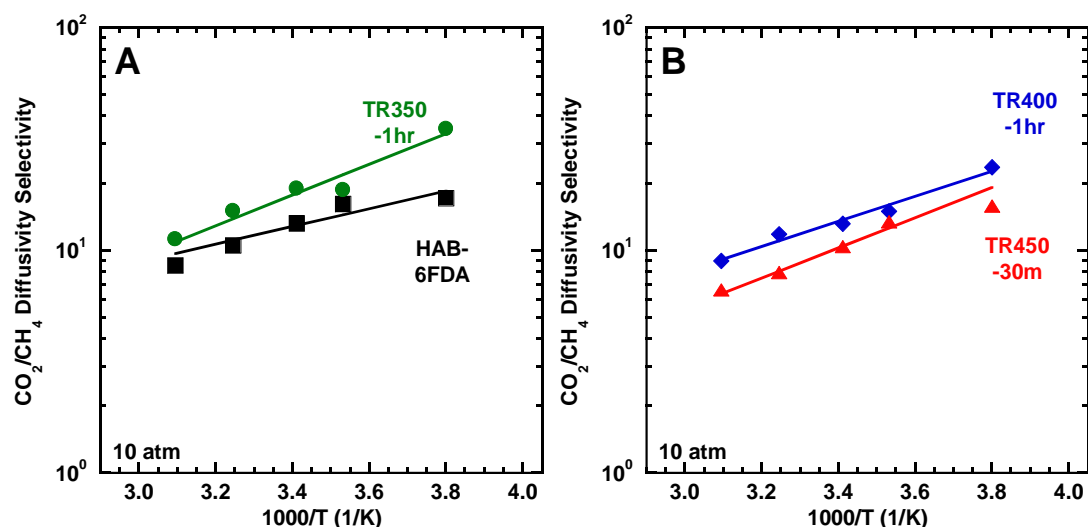 A
CO₂/CH₄ Diffusivity Selectivity
10²
10¹
10⁰
TR350
-1hr
HAB-
6FDA
10 atm
3.0 3.2 3.4 3.6 3.8 4.0
1000/T (1/K)
B
CO₂/CH₄ Diffusivity Selectivity
10²
10¹
10⁰
TR400
-1hr
TR450
-30m
10 atm
3.0 3.2 3.4 3.6 3.8 4.0
1000/T (1/K)